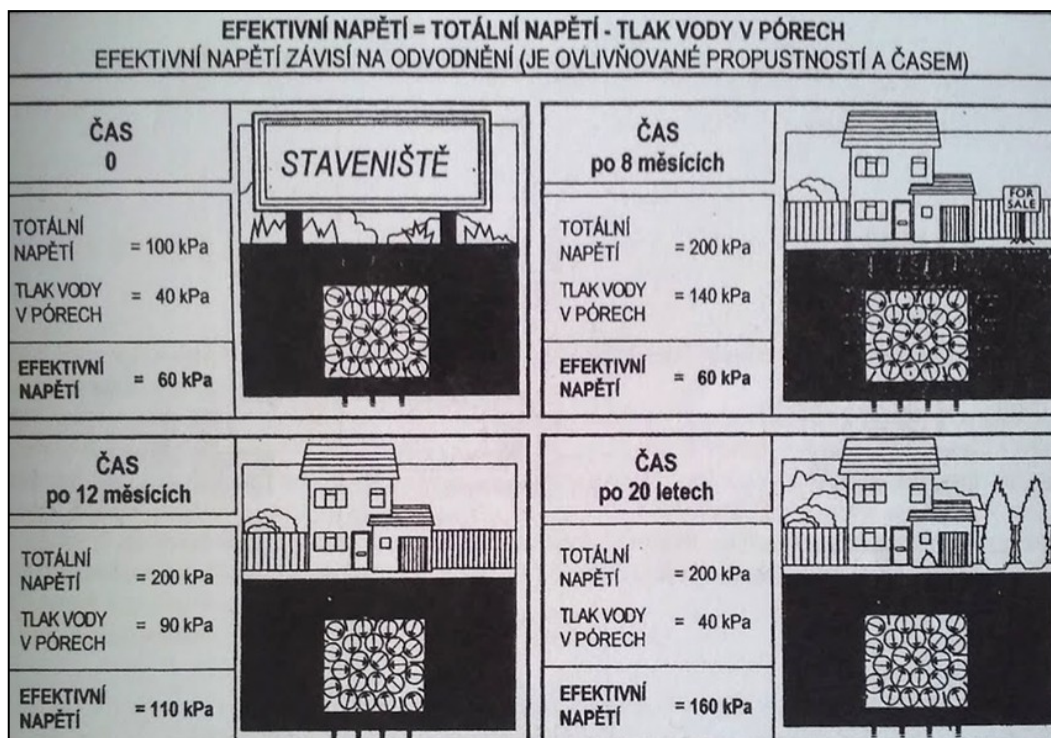 EFEKTIVNÍ NAPĚTÍ = TOTÁLNÍ NAPĚTÍ - TLAK VODY V PÓRECH
EFEKTIVNÍ NAPĚTÍ ZÁVISÍ NA ODVODNĚNÍ (JE OVLIVŇOVANÉ PROPUSTNOSTÍ A ČASEM)
ČAS
0
TOTÁLNÍ
NAPĚTÍ = 100 kPa
TLAK VODY
V PÓRECH = 40 kPa
EFEKTIVNÍ
NAPĚTÍ = 60 kPa
STAVENIŠTĚ
ČAS
po 8 měsících
TOTÁLNÍ
NAPĚTÍ = 200 kPa
TLAK VODY
V PÓRECH = 140 kPa
EFEKTIVNÍ
NAPĚTÍ = 60 kPa
FOR
SALE
ČAS
po 12 měsících
TOTÁLNÍ
NAPĚTÍ = 200 kPa
TLAK VODY
V PÓRECH = 90 kPa
EFEKTIVNÍ
NAPĚTÍ = 110 kPa
ČAS
po 20 letech
TOTÁLNÍ
NAPĚTÍ = 200 kPa
TLAK VODY
V PÓRECH = 40 kPa
EFEKTIVNÍ
NAPĚTÍ = 160 kPa